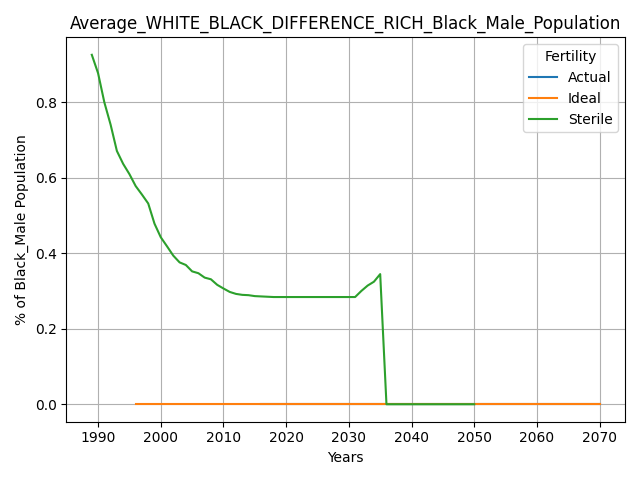 Average_WHITE_BLACK_DIFFERENCE_RICH_Black_Male_Population
Fertility
Actual
Ideal
Sterile
% of Black_Male Population
0.8
0.6
0.4
0.2
0.0
1990 2000 2010 2020 2030 2040 2050 2060 2070
Years